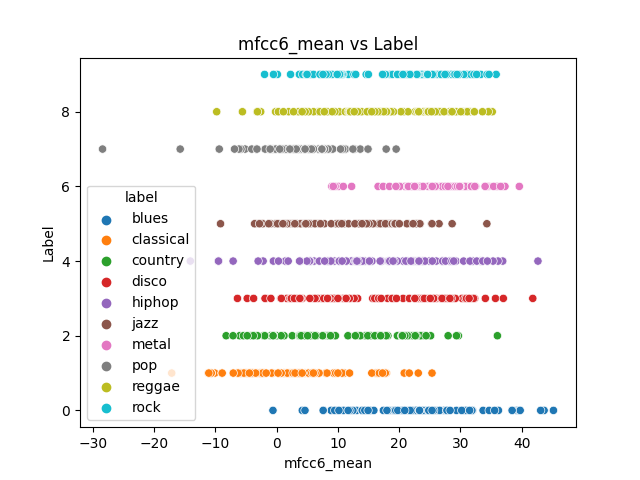 mfcc6_mean vs Label
Label
8
6
4
2
0
label
blues
classical
country
disco
hiphop
jazz
metal
pop
reggae
rock
−30
−20
−10
0
10
20
30
40
mfcc6_mean